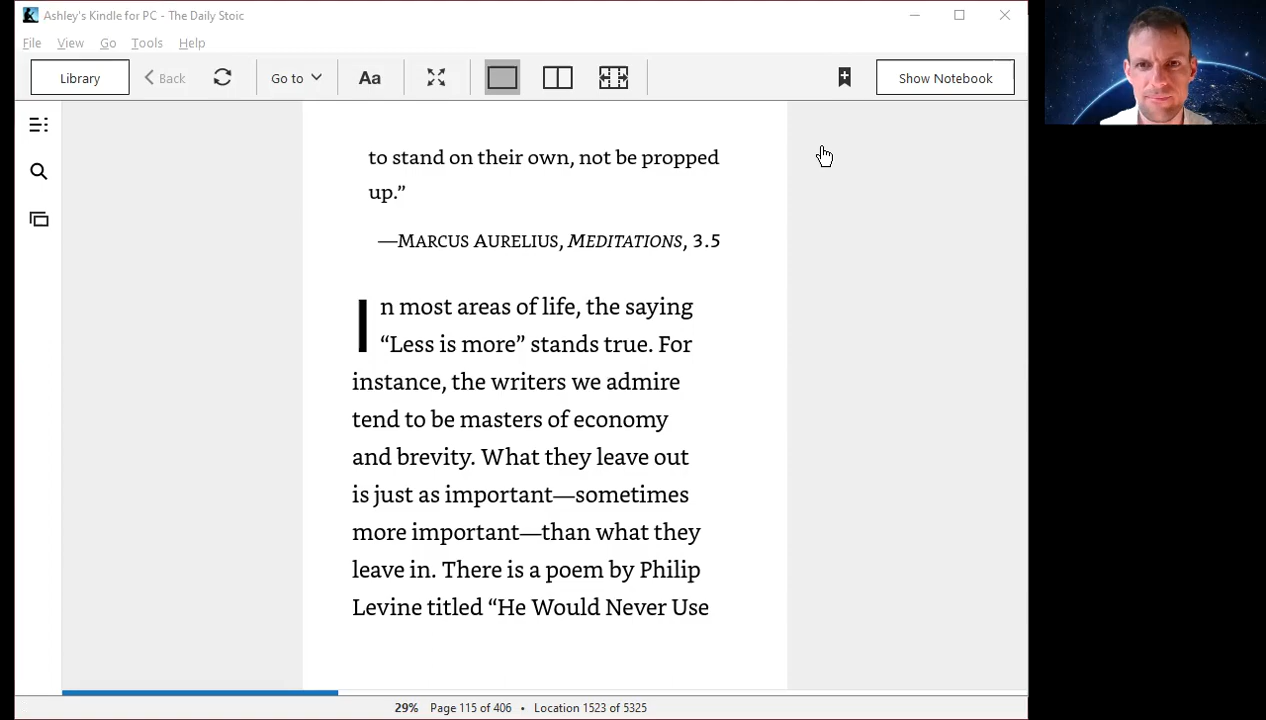 Ashley's Kindle for PC - The Daily Stoic
File View Go Tools Help
Library Back Go to Aa Show Notebook
to stand on their own, not be propped
up.”
—MARCUS AURELIUS, MEDITATIONS, 3.5
In most areas of life, the saying
“Less is more” stands true. For
instance, the writers we admire
tend to be masters of economy
and brevity. What they leave out
is just as important—sometimes
more important—than what they
leave in. There is a poem by Philip
Levine titled “He Would Never Use
29% Page 115 of 406 • Location 1523 of 5325